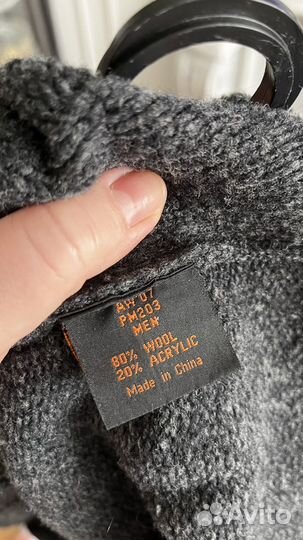 AW 07
PM203
MEN
80% WOOL
20% ACRYLIC
Made in China
Avito